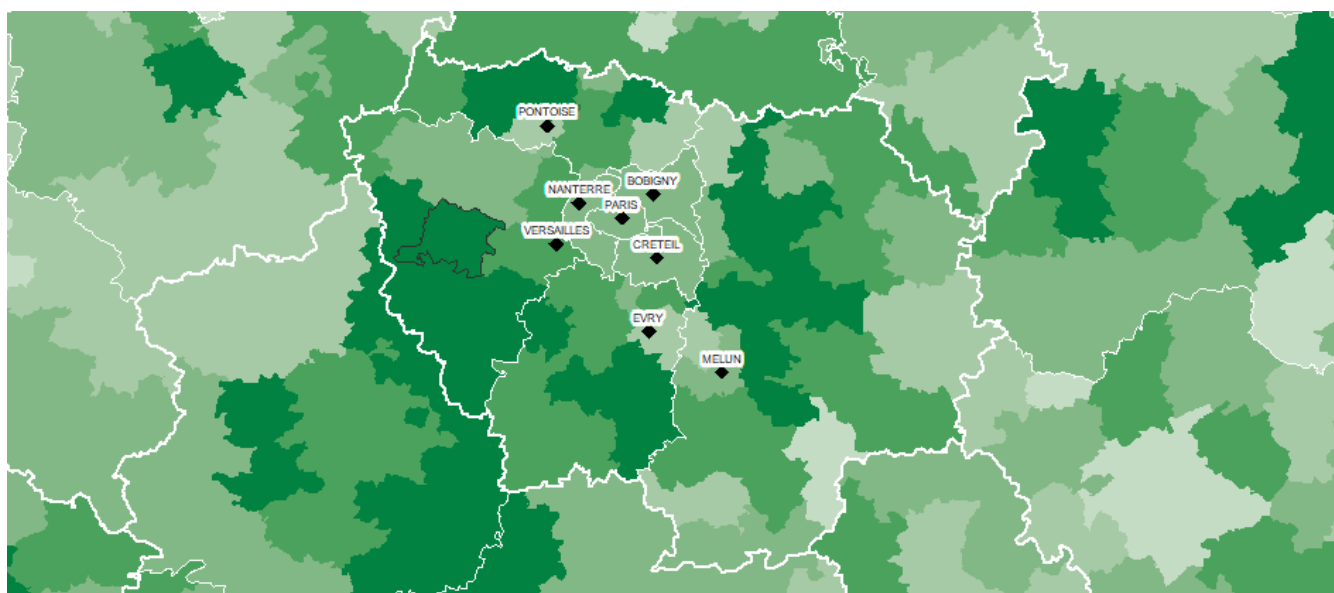 PONTOISE
BOBIGNY
NANTERRE
PARIS
VERSAILLES
CRETEIL
EVRY
MELUN